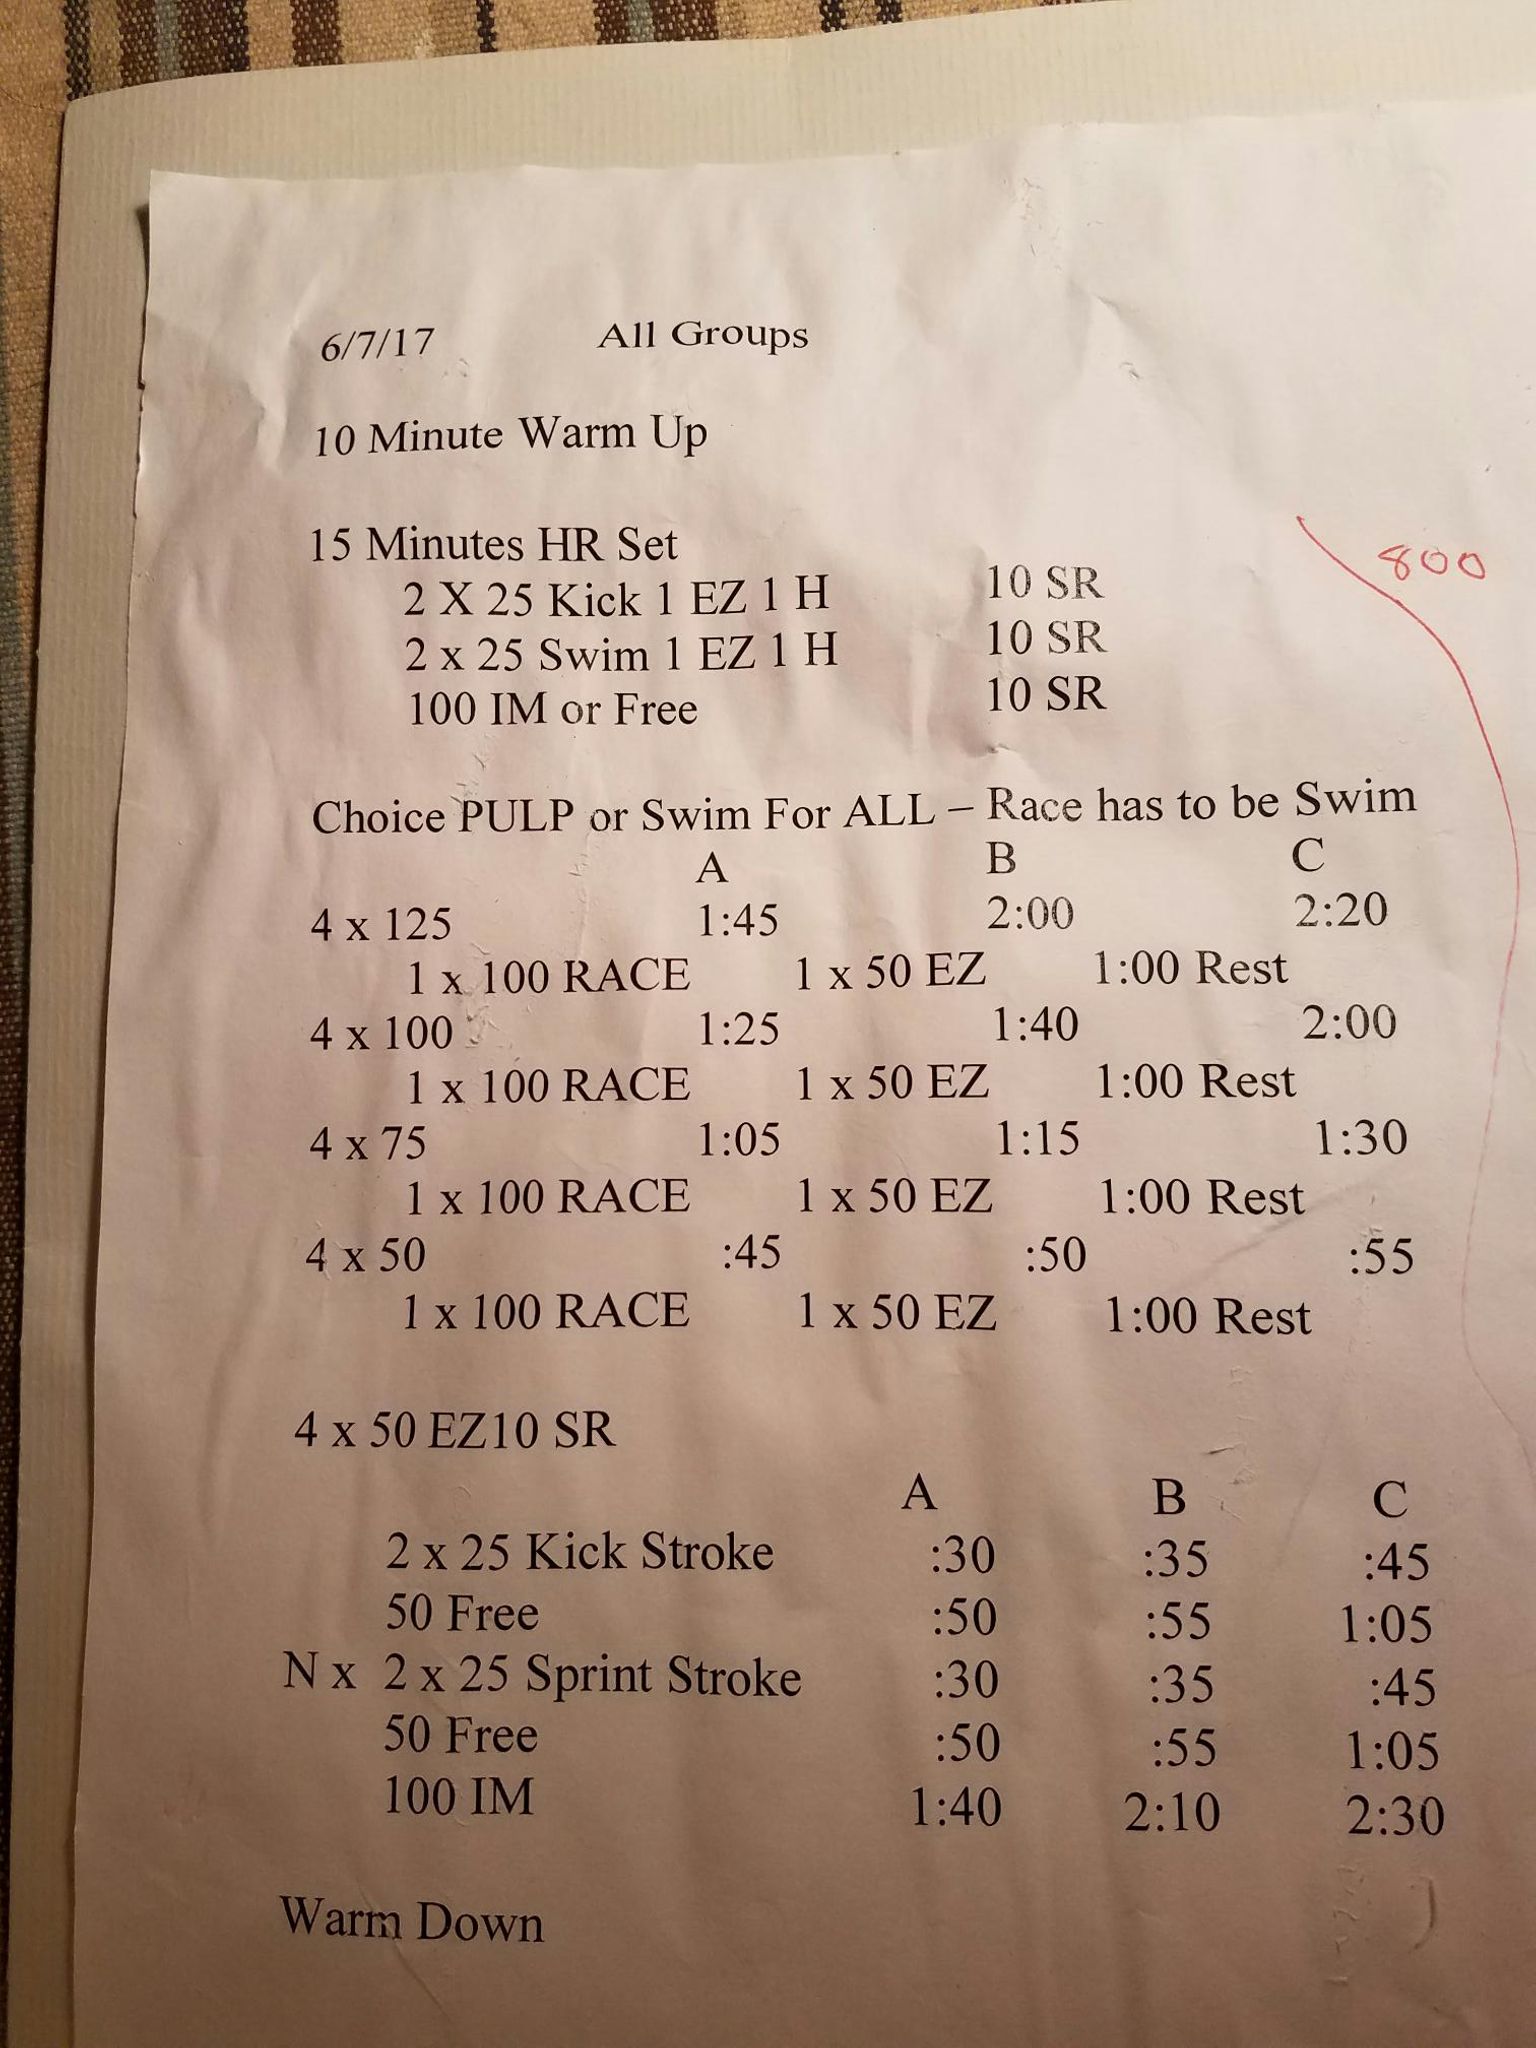 6/7/17 All Groups
10 Minute Warm Up
15 Minutes HR Set
800
2 X 25 Kick 1 EZ 1 H 10 SR
2 x 25 Swim 1 EZ 1 H 10 SR
100 IM or Free 10 SR
Choice PULP or Swim For ALL – Race has to be Swim
A B C
4 x 125 1:45 2:00 2:20
1 x 100 RACE 1 x 50 EZ 1:00 Rest
4 x 100 1:25 1:40 2:00
1 x 100 RACE 1 x 50 EZ 1:00 Rest
4 x 75 1:05 1:15 1:30
1 x 100 RACE 1 x 50 EZ 1:00 Rest
4 x 50 :45 :50 :55
1 x 100 RACE 1 x 50 EZ 1:00 Rest
4 x 50 EZ10 SR
A B C
2 x 25 Kick Stroke :30 :35 :45
50 Free :50 :55 1:05
N x 2 x 25 Sprint Stroke :30 :35 :45
50 Free :50 :55 1:05
100 IM 1:40 2:10 2:30
Warm Down